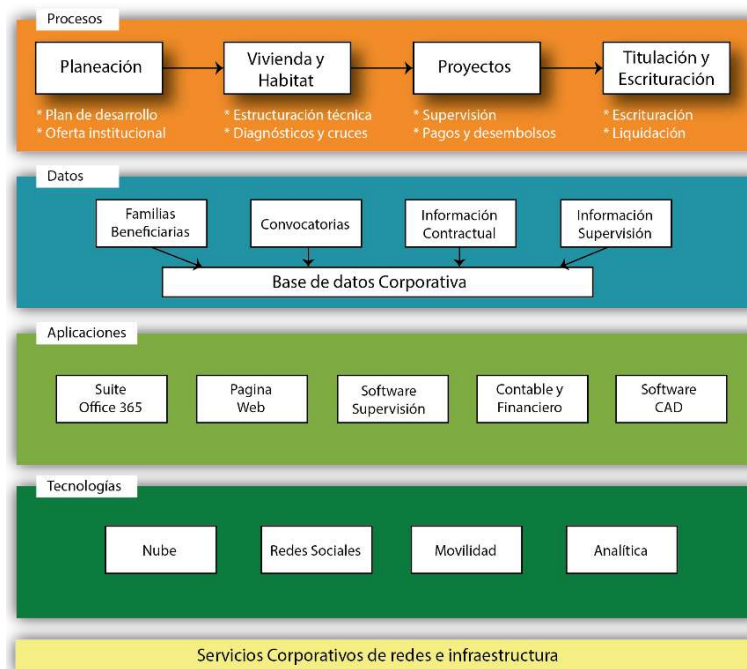 Procesos
Planeación
Vivienda y
Habitat
Proyectos
Titulación y
Escrituración
* Plan de desarrollo
* Oferta institucional
* Estructuración técnica
* Diagnósticos y cruces
* Supervisión
* Pagos y desembolsos
* Escrituración
* Liquidación
Datos
Familias
Beneficiarias
Convocatorias
Información
Contractual
Información
Supervisión
Base de datos Corporativa
Aplicaciones
Suite
Office 365
Pagina
Web
Software
Supervisión
Contable y
Financiero
Software
CAD
Tecnologías
Nube
Redes Sociales
Movilidad
Analítica
Servicios Corporativos de redes e infraestructura